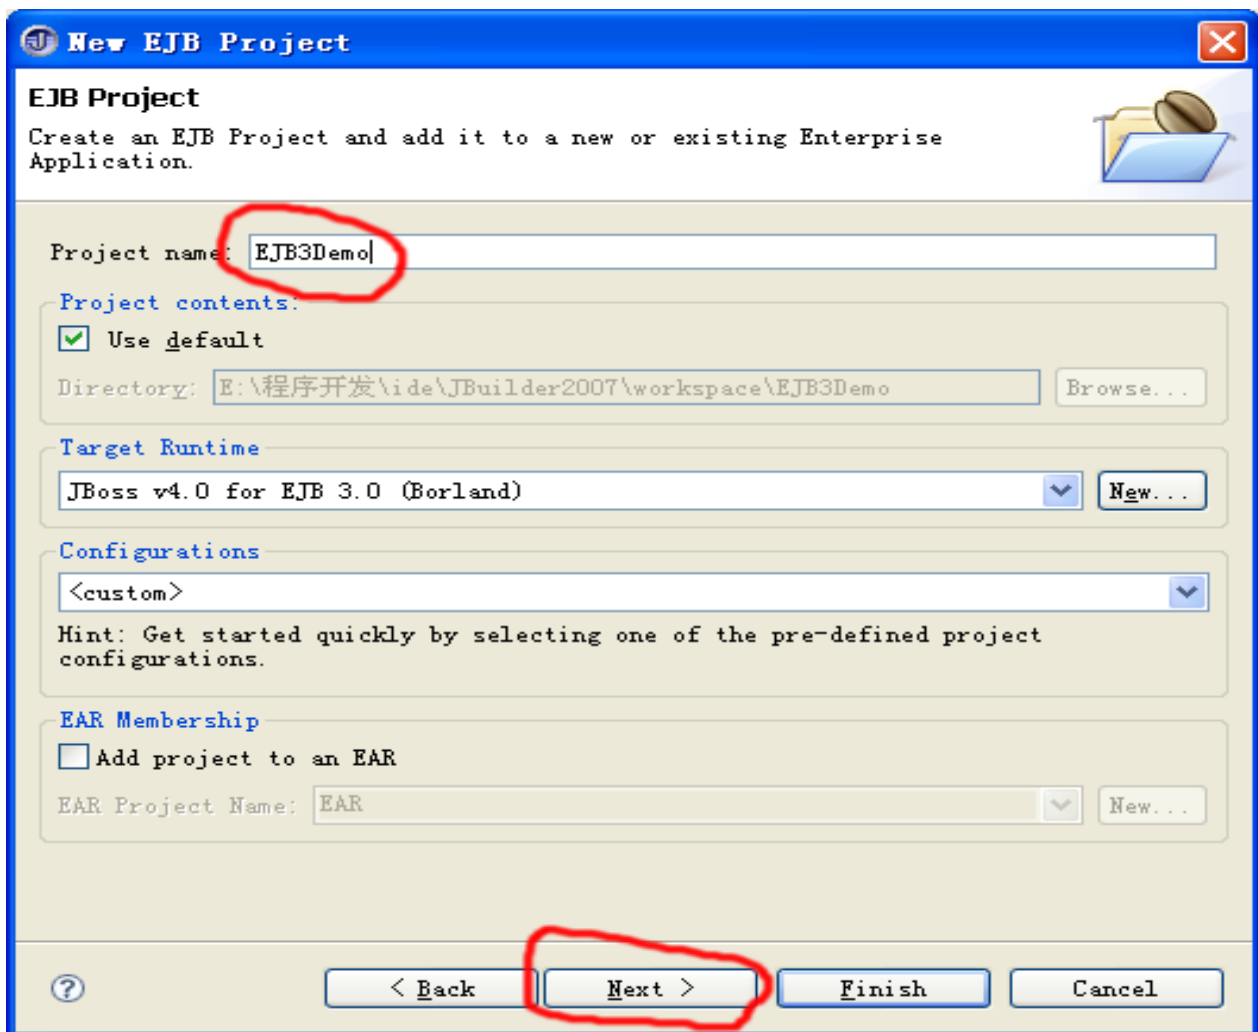 New EJB Project
EJB Project
Create an EJB Project and add it to a new or existing Enterprise
Application.
Project name: EJB3Demo
Project contents:
Use default
Directory: E:\程序开发\ide\JBuilder2007\workspace\EJB3Demo Browse...
Target Runtime
JBoss v4.0 for EJB 3.0 (Borland) New...
Configurations
<custom>
Hint: Get started quickly by selecting one of the pre-defined project
configurations.
EAR Membership
Add project to an EAR
EAR Project Name: EAR New...
? < Back Next > Finish Cancel